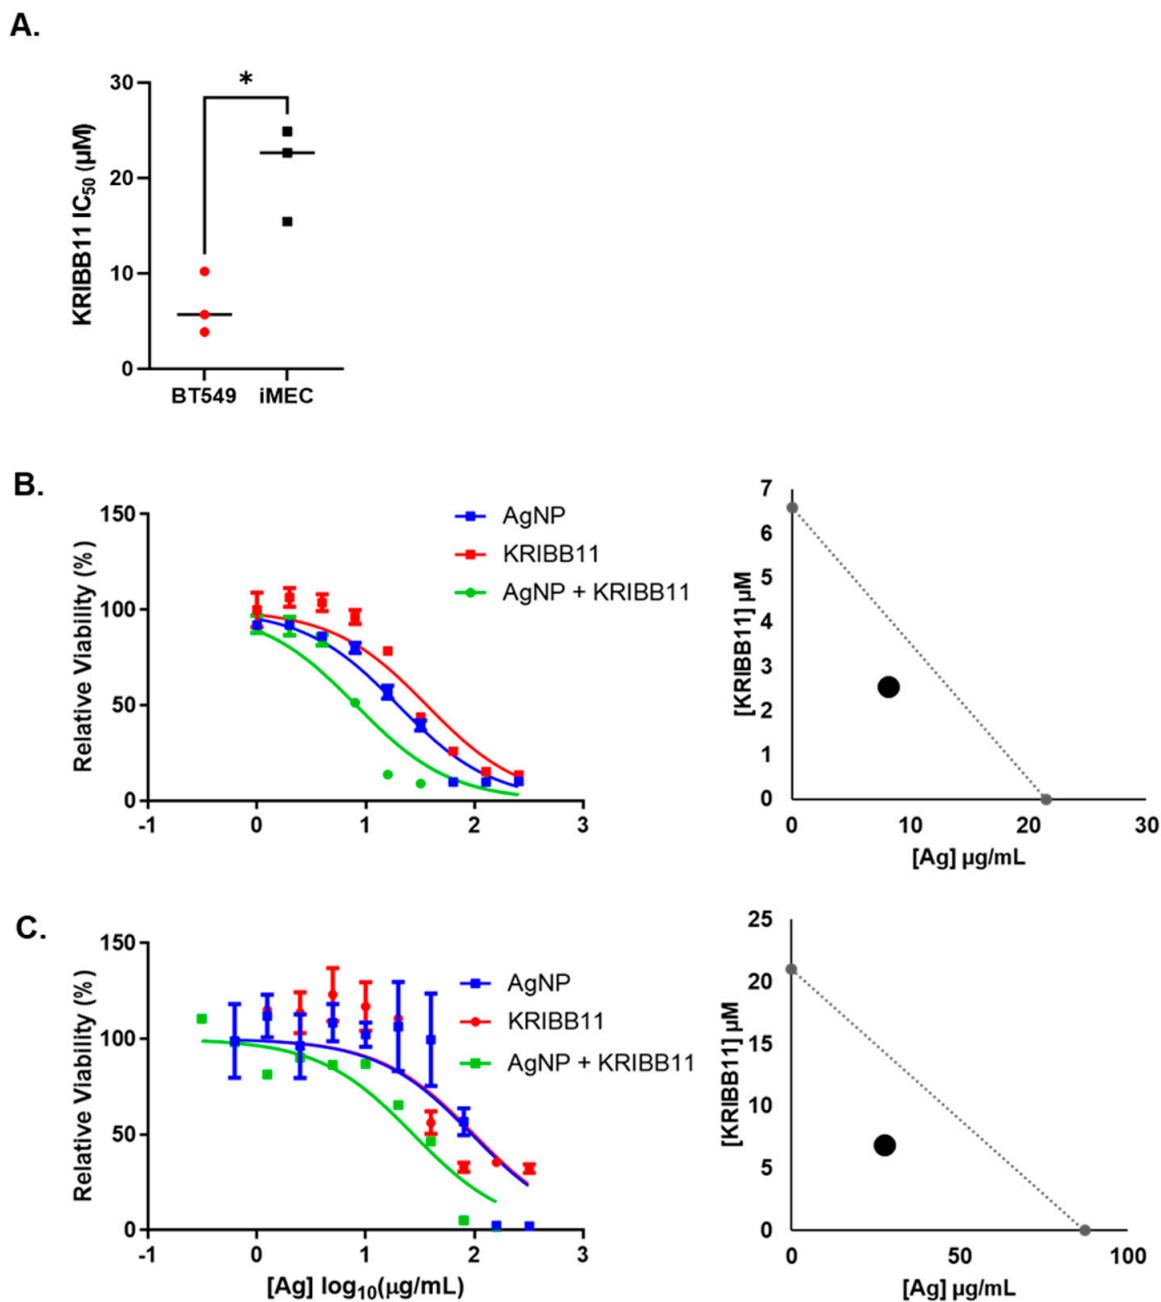 A.
30
20
10
0
KRIBB11 IC50 (µM)
*
BT549 iMEC
B.
150
100
50
0
-1 0 1 2 3
Relative Viability (%)
AgNP
KRIBB11
AgNP + KRIBB11
7
6
5
4
3
2
1
0
0 10 20 30
[KRIBB11] µM
[Ag] µg/mL
C.
150
100
50
0
-1 0 1 2 3
Relative Viability (%)
AgNP
KRIBB11
AgNP + KRIBB11
[Ag] log10(µg/mL)
25
20
15
10
5
0
0 50 100
[KRIBB11] µM
[Ag] µg/mL